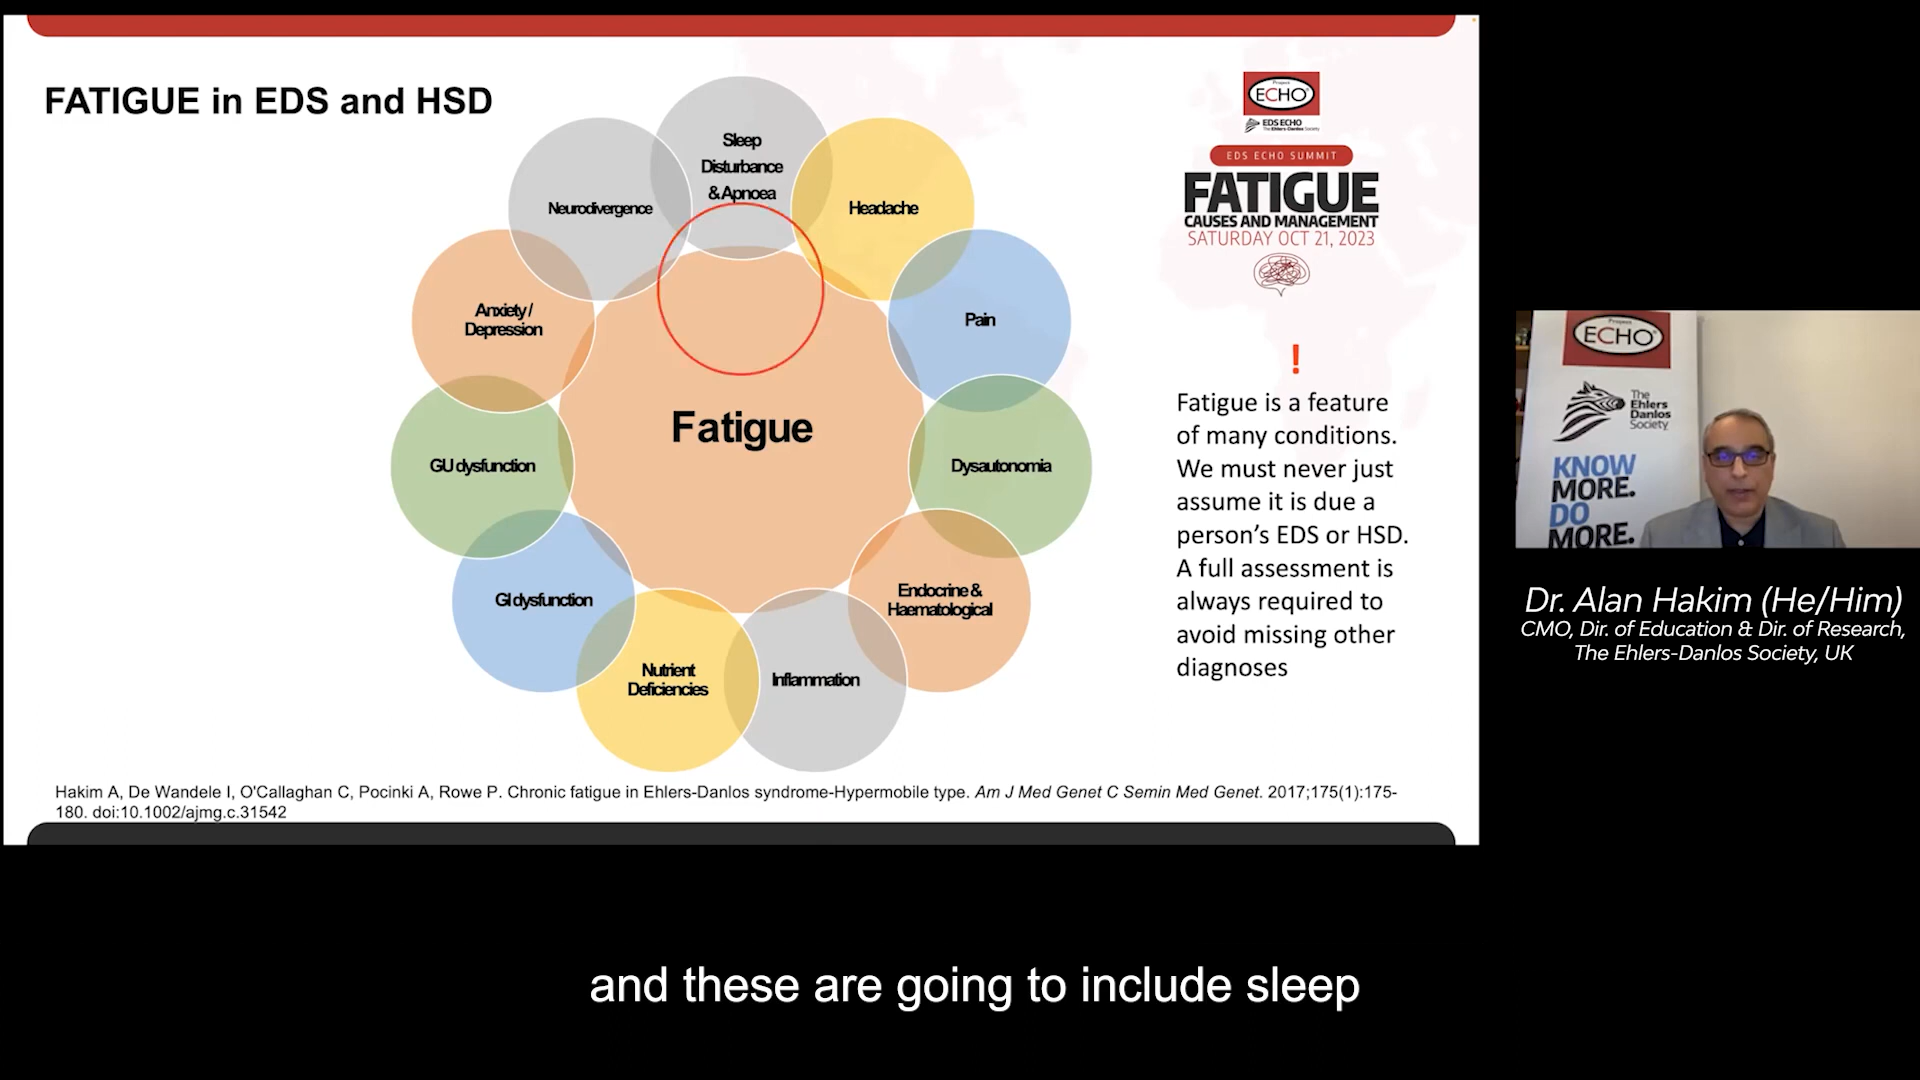 FATIGUE in EDS and HSD
Sleep
Disturbance
& Apnoea
Neurodivergence
Headache
Anxiety /
Depression
Pain
Fatigue
GU dysfunction
Dysautonomia
GI dysfunction
Endocrine &
Haematological
Nutrient
Deficiencies
Inflammation
Project
ECHO®
EDS ECHO
The Ehlers-Danlos Society
EDS ECHO SUMMIT
FATIGUE
CAUSES AND MANAGEMENT
SATURDAY OCT 21, 2023
!
Fatigue is a feature
of many conditions.
We must never just
assume it is due a
person’s EDS or HSD.
A full assessment is
always required to
avoid missing other
diagnoses
Hakim A, De Wandele I, O'Callaghan C, Pocinki A, Rowe P. Chronic fatigue in Ehlers-Danlos syndrome-Hypermobile type. Am J Med Genet C Semin Med Genet. 2017;175(1):175-
180. doi:10.1002/ajmg.c.31542
Project
ECHO®
The
Ehlers
Danlos
Society
KNOW
MORE.
DO
MORE.
Dr. Alan Hakim (He/Him)
CMO, Dir. of Education & Dir. of Research,
The Ehlers-Danlos Society, UK
and these are going to include sleep